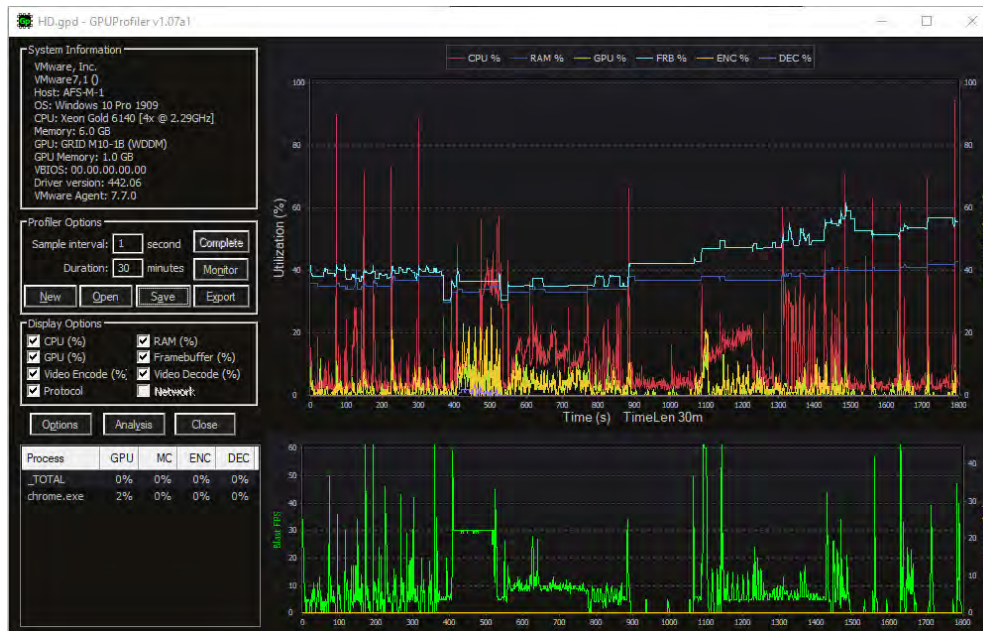 HD.gpd - GPUProfiler v1.07a1
System Information
VMware, Inc.
VMware7,1 ()
Host: AFS-M-1
OS: Windows 10 Pro 1909
CPU: Xeon Gold 6140 [4x @ 2.29GHz]
Memory: 6.0 GB
GPU: GRID M10-1B (WDDM)
GPU Memory: 1.0 GB
VBIOS: 00.00.00.00.00
Driver version: 442.06
VMware Agent: 7.7.0
Profiler Options
Sample interval: 1 second Complete
Duration: 30 minutes Monitor
New Open Save Export
Display Options
CPU (%) RAM (%)
GPU (%) Framebuffer (%)
Video Encode (% Video Decode (%)
Protocol Network
Options Analysis Close
Process GPU MC ENC DEC
_TOTAL 0% 0% 0% 0%
chrome.exe 2% 0% 0% 0%
CPU % RAM % GPU % FRB % ENC % DEC %
Utilization (%)
100 100
80 80
60 60
40 40
20 20
0 0
0 100 200 300 400 500 600 700 800 900 1000 1100 1200 1300 1400 1500 1600 1700 1800
Time (s) TimeLen 30m
Blast FPS
60
50 40
40
30
20 20
10 10
0 0
0 100 200 300 400 500 600 700 800 900 1000 1100 1200 1300 1400 1500 1600 1700 1800